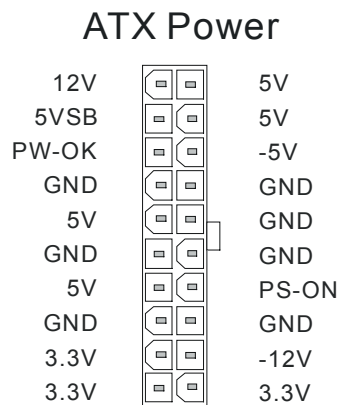 ATX Power
12V 5V
5VSB 5V
PW-OK -5V
GND GND
5V GND
GND GND
5V PS-ON
GND GND
3.3V -12V
3.3V 3.3V